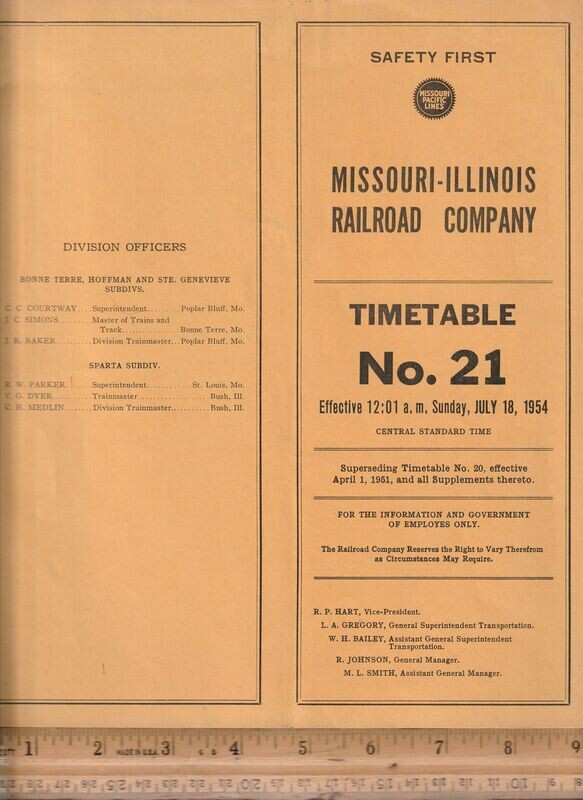 DIVISION OFFICERS
BONNE TERRE, HOFFMAN AND STE. GENEVIEVE
SUBDIVS.
C. C. COURTWAY....Superintendent.........Poplar Bluff, Mo.
J. C. SIMONS........Master of Trains and
Track...............Bonne Terre, Mo.
J. R. BAKER........Division Trainmaster...Poplar Bluff, Mo.
SPARTA SUBDIV.
R. W. PARKER.....Superintendent............St. Louis, Mo.
V. G. DYER.........Trainmaster...................Bush, Ill.
C. H. MEDLIN......Division Trainmaster..........Bush, Ill.
SAFETY FIRST
MISSOURI
PACIFIC
LINES
MISSOURI-ILLINOIS
RAILROAD COMPANY
TIMETABLE
No. 21
Effective 12:01 a. m. Sunday, JULY 18, 1954
CENTRAL STANDARD TIME
Superseding Timetable No. 20, effective
April 1, 1951, and all Supplements thereto.
FOR THE INFORMATION AND GOVERNMENT
OF EMPLOYES ONLY.
The Railroad Company Reserves the Right to Vary Therefrom
as Circumstances May Require.
R. P. HART, Vice-President.
L. A. GREGORY, General Superintendent Transportation.
W. H. BAILEY, Assistant General Superintendent
Transportation.
R. JOHNSON, General Manager.
M. L. SMITH, Assistant General Manager.
1 2 MADE IN U.S.A. 3 4 5 6 7 8 9